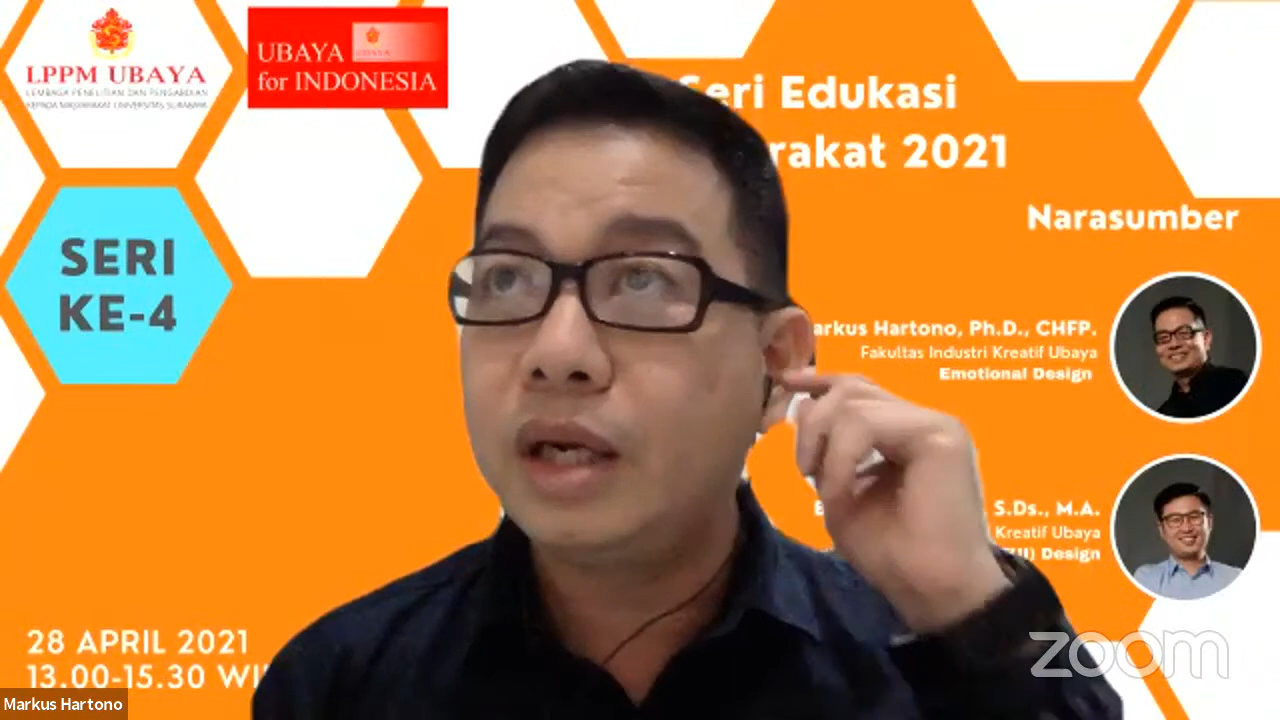 LPPM UBAYA
LEMBAGA PENELITIAN DAN PENGABDIAN
KEPADA MASYARAKAT UNIVERSITAS SURABAYA
UBAYA
UBAYA
for INDONESIA
Seri Edukasi
rakat 2021
Narasumber
SERI
KE-4
arkus Hartono, Ph.D., CHFP.
Fakultas Industri Kreatif Ubaya
Emotional Design
S.Ds., M.A.
Kreatif Ubaya
Design
28 APRIL 2021
13.00-15.30
zoom
Markus Hartono